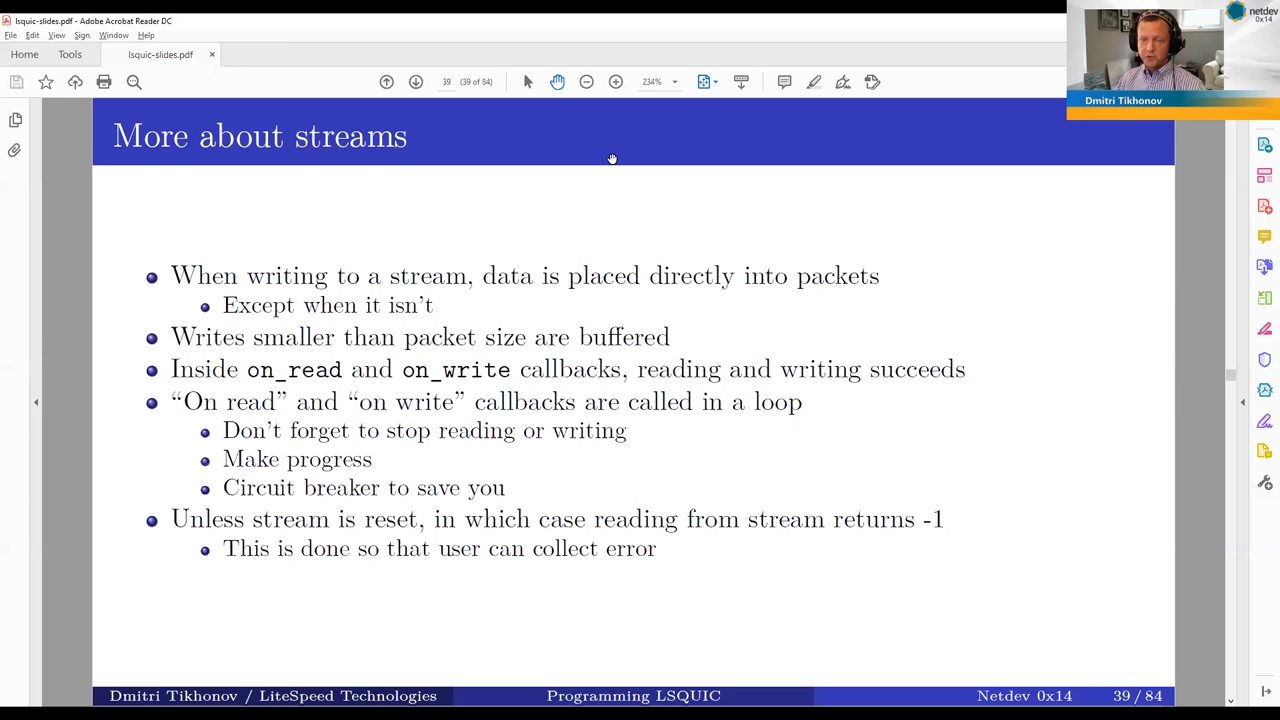 lsquic-slides.pdf - Adobe Acrobat Reader DC
File Edit View Sign Window Help
Home Tools lsquic-slides.pdf ×
39 (39 of 84) 234%
netdev
0x14
Dmitri Tikhonov
More about streams
When writing to a stream, data is placed directly into packets
Except when it isn't
Writes smaller than packet size are buffered
Inside on_read and on_write callbacks, reading and writing succeeds
“On read” and “on write” callbacks are called in a loop
Don't forget to stop reading or writing
Make progress
Circuit breaker to save you
Unless stream is reset, in which case reading from stream returns -1
This is done so that user can collect error
Dmitri Tikhonov / LiteSpeed Technologies Programming LSQUIC Netdev 0x14 39 / 84